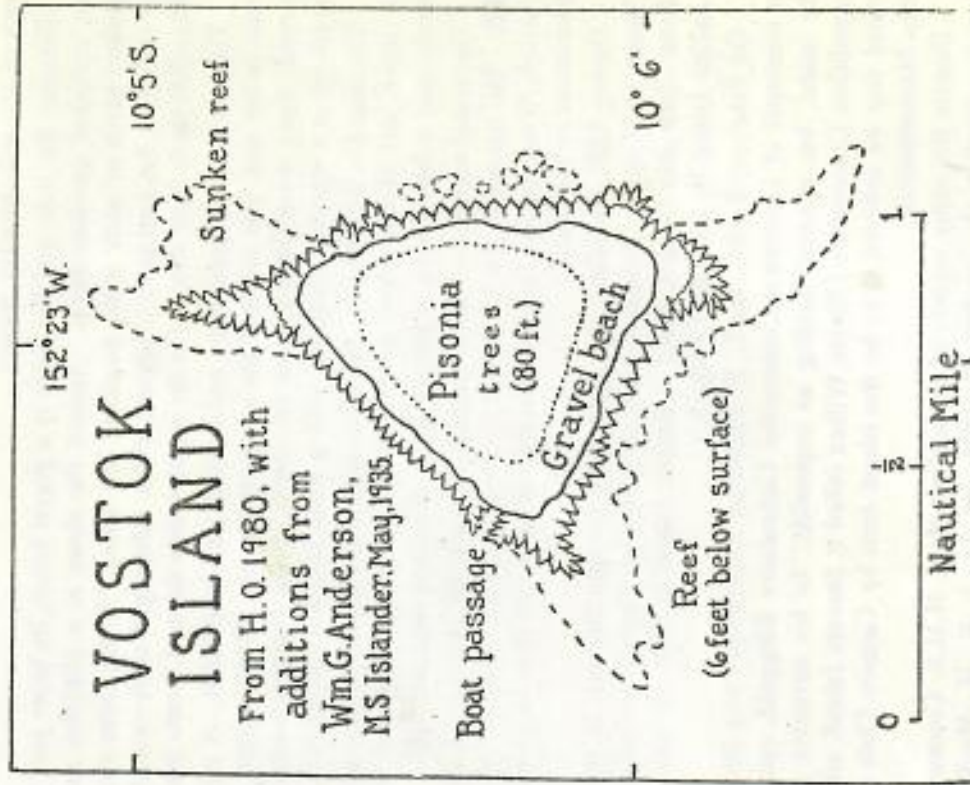 VOSTOK
ISLAND
From H.O. 1980, with
additions from
Wm.G.Anderson,
M.S Islander.May,1935.
152°23'W.
10°5'S.
Sunken reef
Boat passage
Pisonia
trees
(80 ft.)
Gravel beach
10° 6'
Reef
(6 feet below surface)
0
1/2
1
Nautical Mile